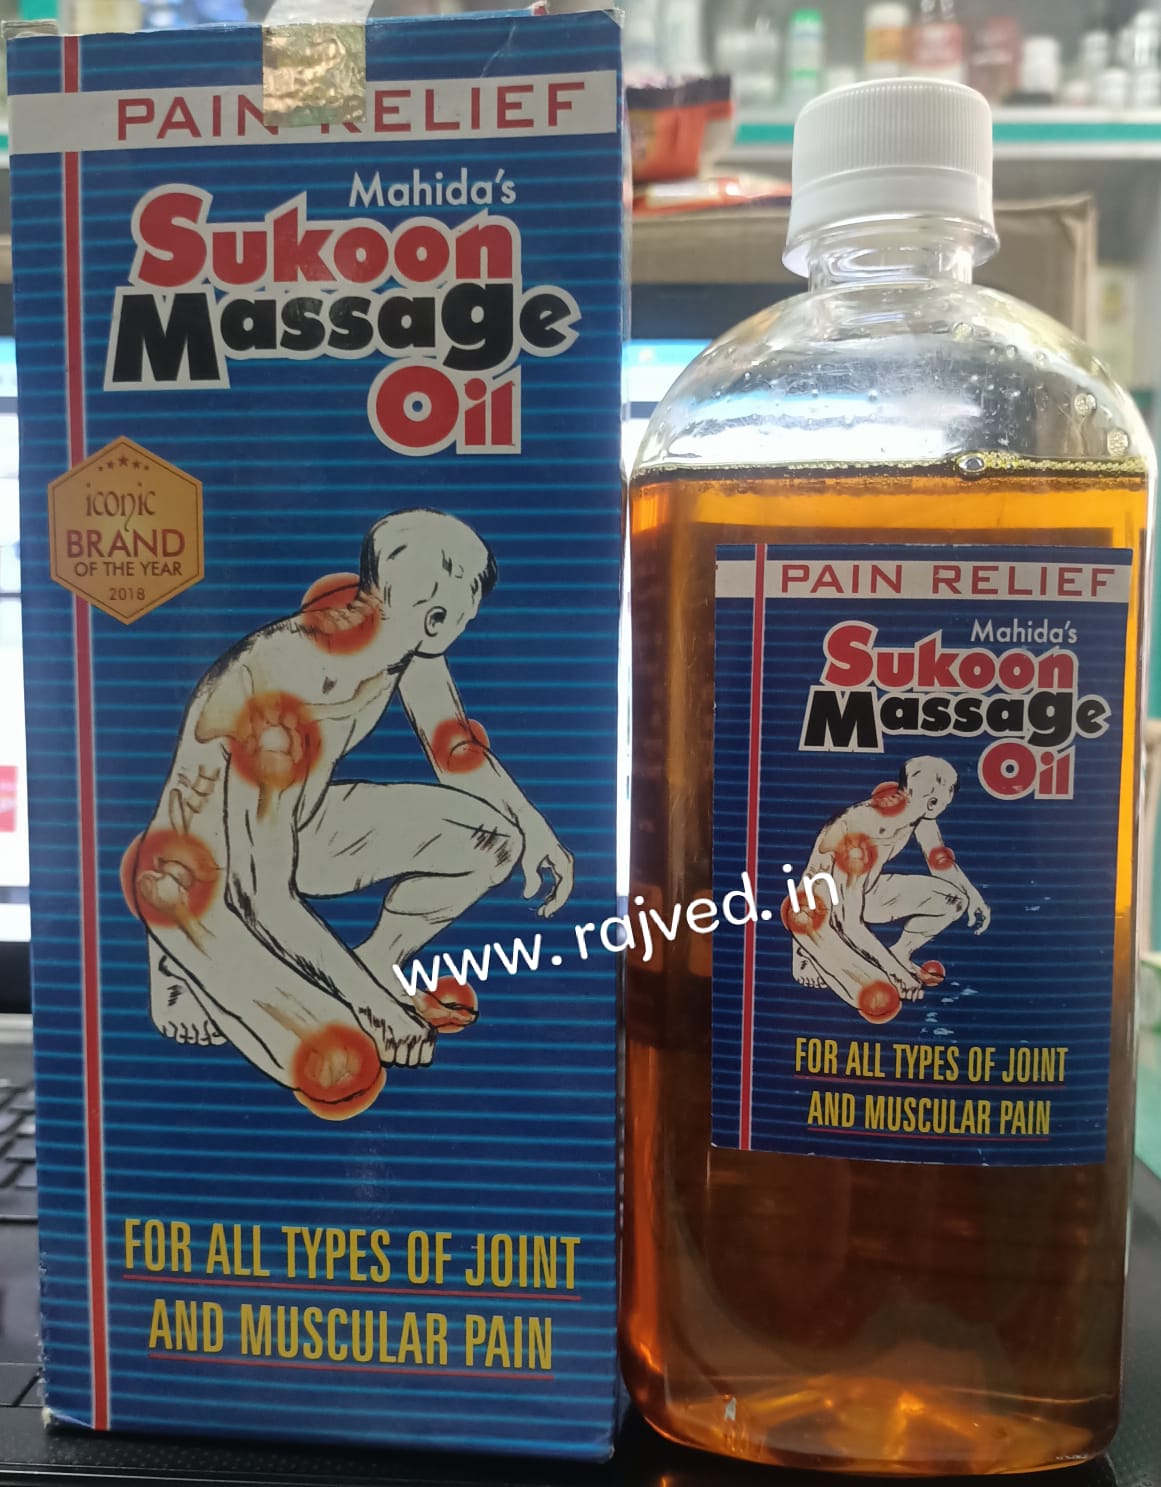 PAIN RELIEF
Mahida's
Sukoon
Massage
Oil
iconic
BRAND
OF THE YEAR
2018
FOR ALL TYPES OF JOINT
AND MUSCULAR PAIN
PAIN RELIEF
Mahida's
Sukoon
Massage
Oil
FOR ALL TYPES OF JOINT
AND MUSCULAR PAIN
www.rajved.in